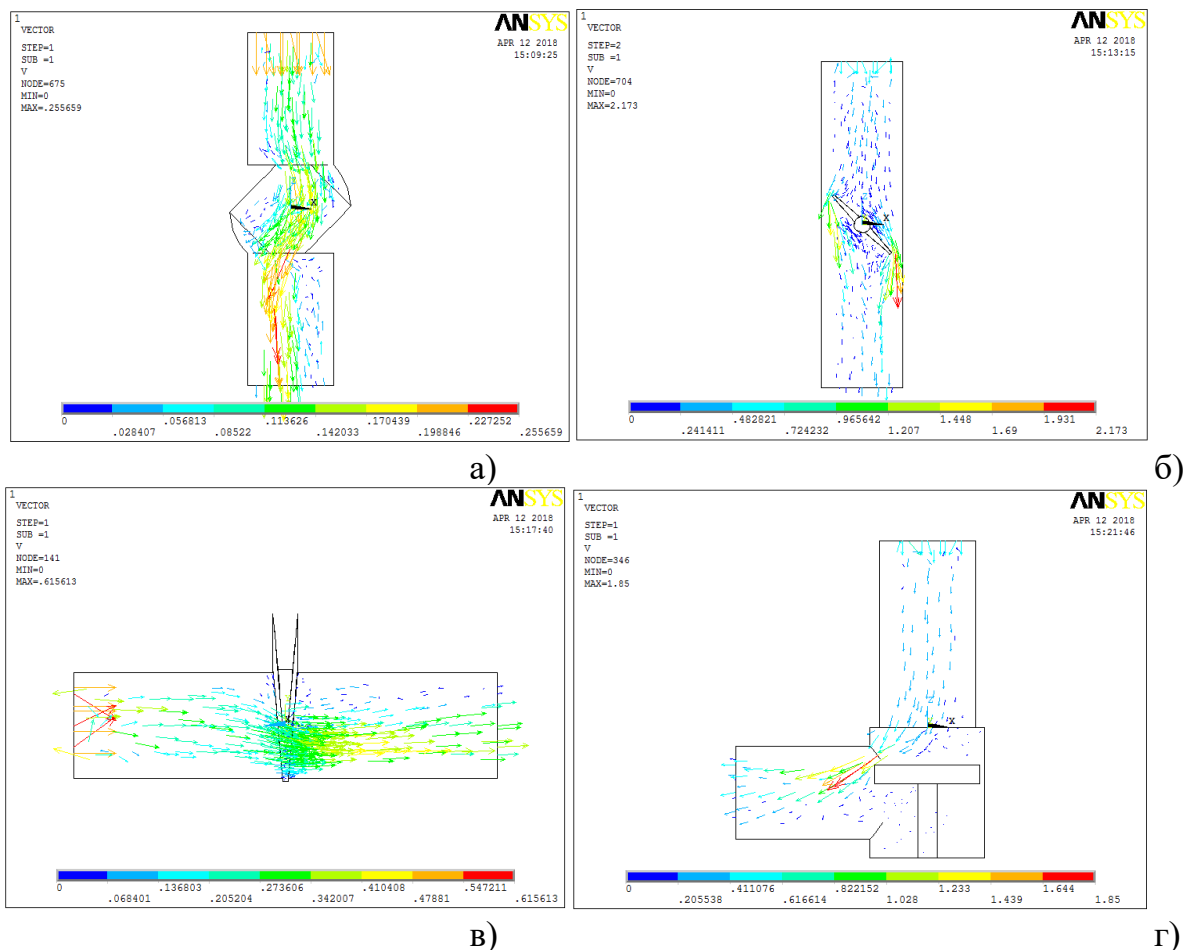 1
ANSYS
VECTOR
APR 12 2018
15:09:25
STEP=1
SUB =1
V
NODE=675
MIN=0
MAX=.255659
X
0 .056813 .113626 .170439 .227252
.028407 .08522 .142033 .198846 .255659
а)
1
ANSYS
VECTOR
APR 12 2018
15:13:15
STEP=2
SUB =1
V
NODE=704
MIN=0
MAX=2.173
X
0 .482821 .965642 1.448 1.931
.241411 .724232 1.207 1.69 2.173
б)
1
ANSYS
VECTOR
APR 12 2018
15:17:40
STEP=1
SUB =1
V
NODE=141
MIN=0
MAX=.615613
0 .136803 .273606 .410408 .547211
.068401 .205204 .342007 .47881 .615613
в)
1
ANSYS
VECTOR
APR 12 2018
15:21:46
STEP=1
SUB =1
V
NODE=346
MIN=0
MAX=1.85
X
0 .411076 .822152 1.233 1.644
.205538 .616614 1.028 1.439 1.85
г)